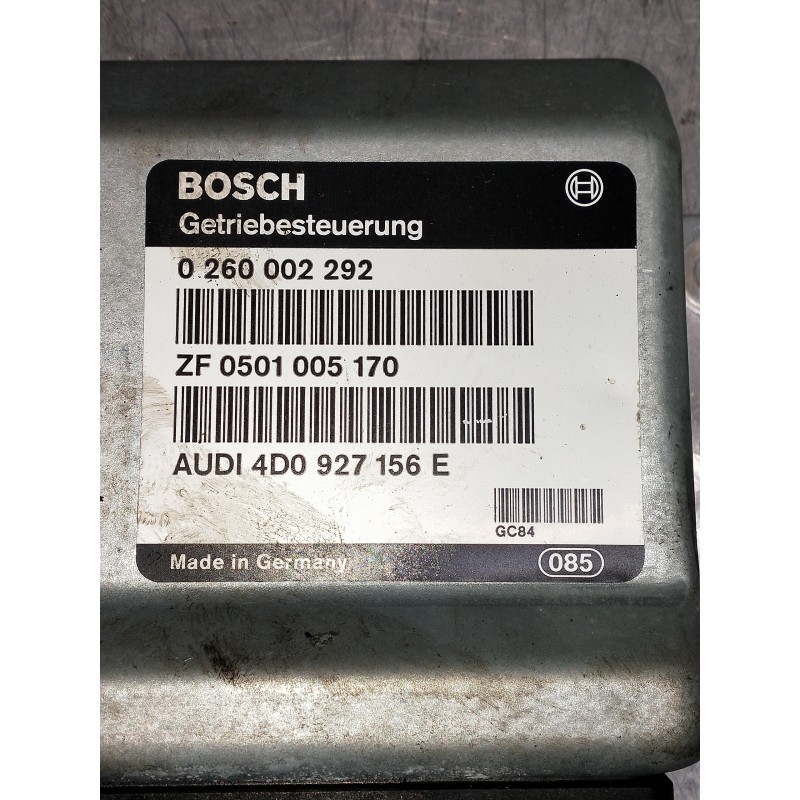 BOSCH
Getriebesteuerung
0 260 002 292
ZF 0501 005 170
AUDI 4D0 927 156 E
GC84
Made in Germany
085